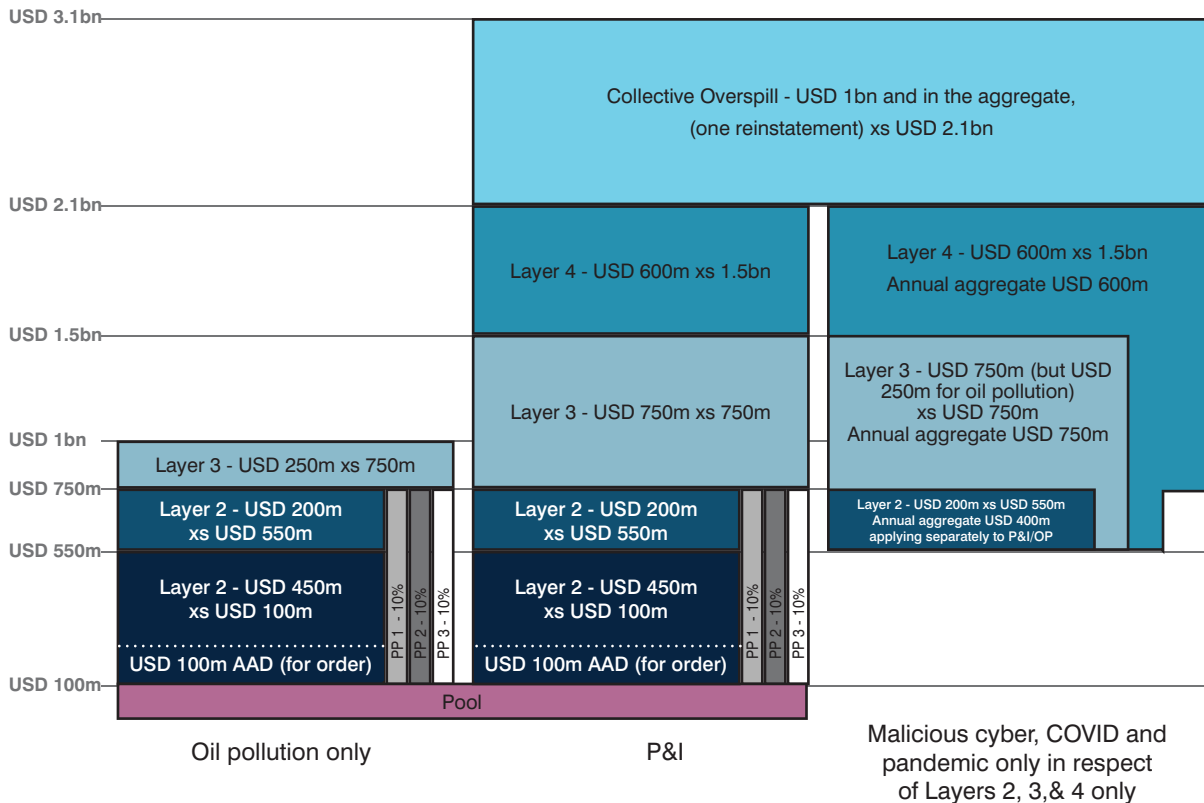 USD 3.1bn
Collective Overspill - USD 1bn and in the aggregate,
(one reinstatement) xs USD 2.1bn
USD 2.1bn
Layer 4 - USD 600m xs 1.5bn
Layer 4 - USD 600m xs 1.5bn
Annual aggregate USD 600m
USD 1.5bn
Layer 3 - USD 750m xs 750m
Layer 3 - USD 750m (but USD
250m for oil pollution)
xs USD 750m
Annual aggregate USD 750m
USD 1bn
Layer 3 - USD 250m xs 750m
USD 750m
Layer 2 - USD 200m
xs USD 550m
Layer 2 - USD 200m
xs USD 550m
Layer 2 - USD 200m xs USD 550m
Annual aggregate USD 400m
applying separately to P&I/OP
USD 550m
Layer 2 - USD 450m
xs USD 100m
USD 100m AAD (for order)
PP 1 - 10%
PP 2 - 10%
PP 3 - 10%
Layer 2 - USD 450m
xs USD 100m
USD 100m AAD (for order)
PP 1 - 10%
PP 2 - 10%
PP 3 - 10%
USD 100m
Pool
Oil pollution only
P&I
Malicious cyber, COVID and
pandemic only in respect
of Layers 2, 3,& 4 only